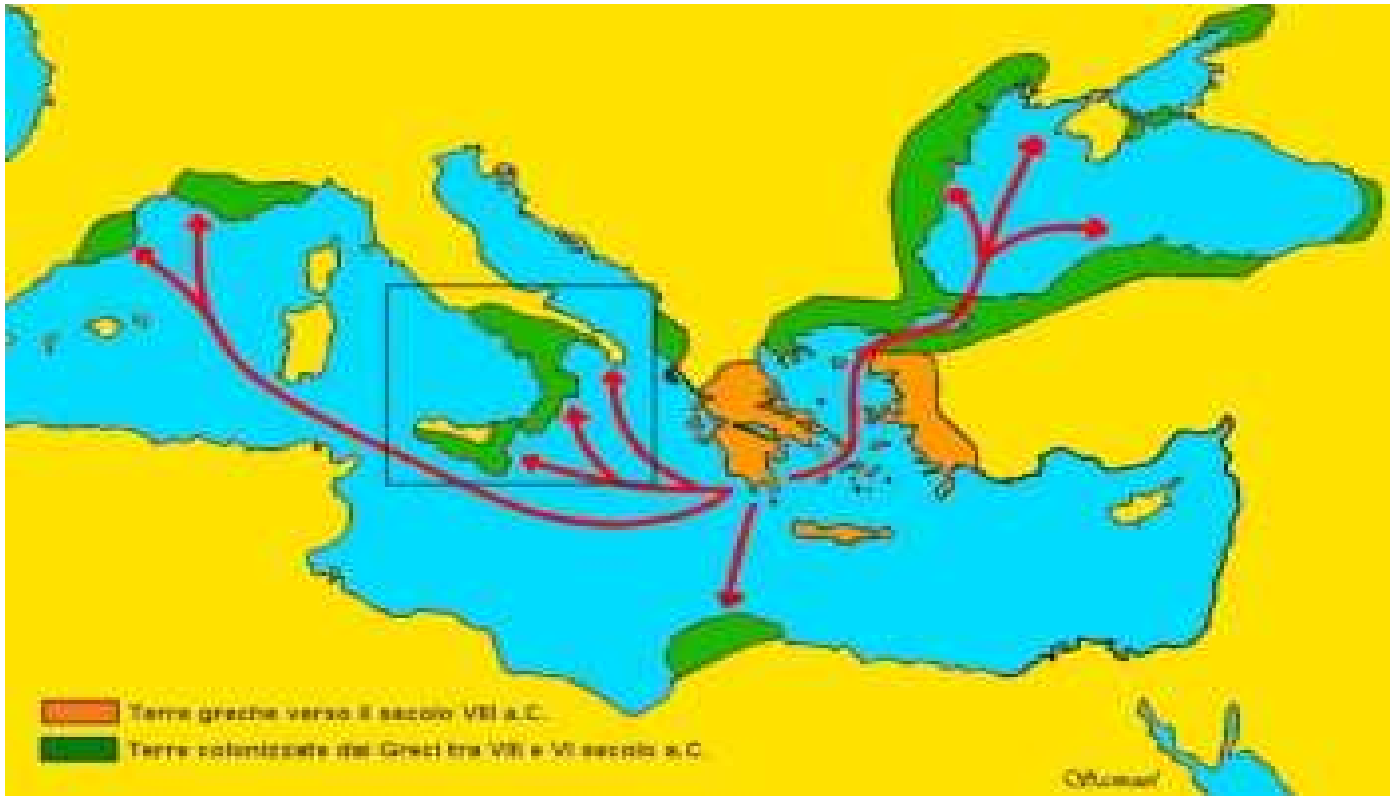 Terre greche verso il secolo VIII a.C.
Terre colonizzate dai Greci tra VIII e VI secolo a.C.